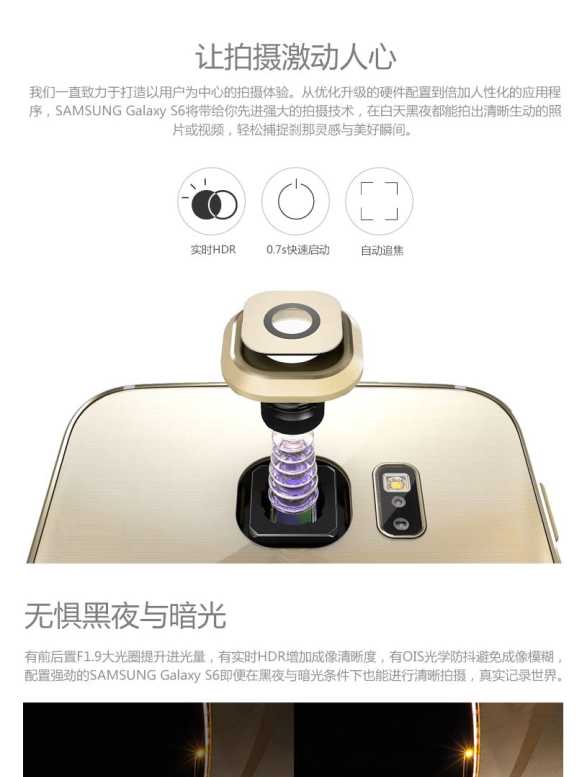 让拍摄激动人心
我们一直致力于打造以用户为中心的拍摄体验。从优化升级的硬件配置到倍加人性化的应用程
序，SAMSUNG Galaxy S6将带给你先进强大的拍摄技术，在白天黑夜都能拍出清晰生动的照
片或视频，轻松捕捉刹那灵感与美好瞬间。
实时HDR 0.7s快速启动 自动追焦
无惧黑夜与暗光
有前后置F1.9大光圈提升进光量，有实时HDR增加成像清晰度，有OIS光学防抖避免成像模糊，
配置强劲的SAMSUNG Galaxy S6即便在黑夜与暗光条件下也能进行清晰拍摄，真实记录世界。